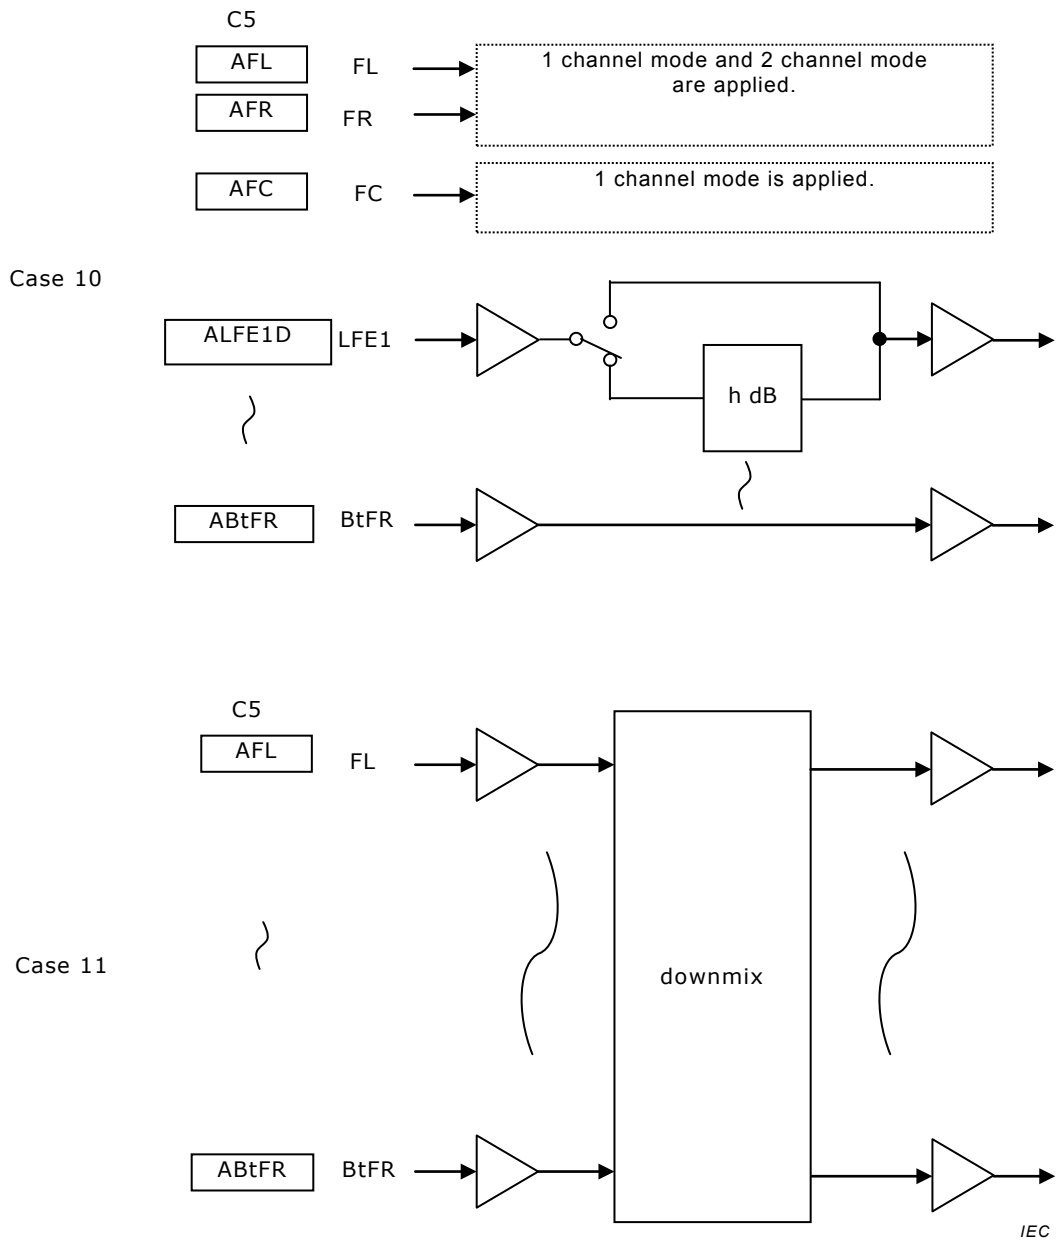 C5
AFL FL 1 channel mode and 2 channel mode
are applied.
AFR FR
AFC FC 1 channel mode is applied.
Case 10
ALFE1D LFE1
h dB
ABtFR BtFR
C5
AFL FL
Case 11
downmix
ABtFR BtFR
IEC